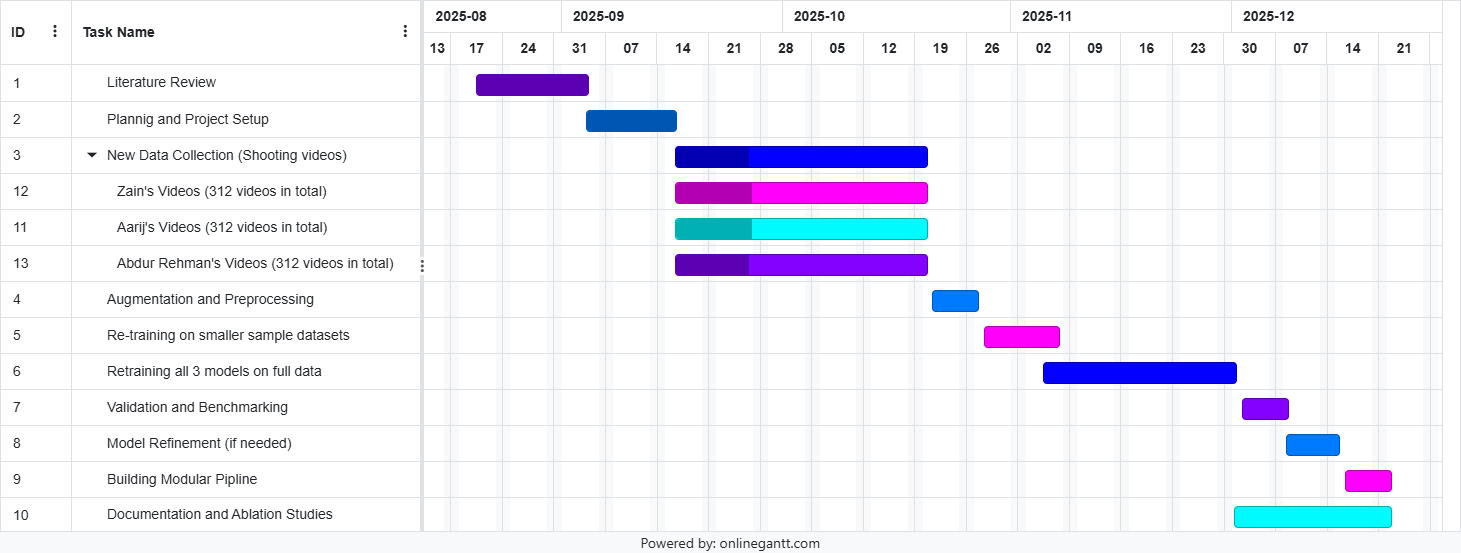 ID Task Name 2025-08 2025-09 2025-10 2025-11 2025-12
13 17 24 31 07 14 21 28 05 12 19 26 02 09 16 23 30 07 14 21
1 Literature Review
2 Plannig and Project Setup
3 New Data Collection (Shooting videos)
12 Zain's Videos (312 videos in total)
11 Aarij's Videos (312 videos in total)
13 Abdur Rehman's Videos (312 videos in total)
4 Augmentation and Preprocessing
5 Re-training on smaller sample datasets
6 Retraining all 3 models on full data
7 Validation and Benchmarking
8 Model Refinement (if needed)
9 Building Modular Pipline
10 Documentation and Ablation Studies
Powered by: onlinegantt.com